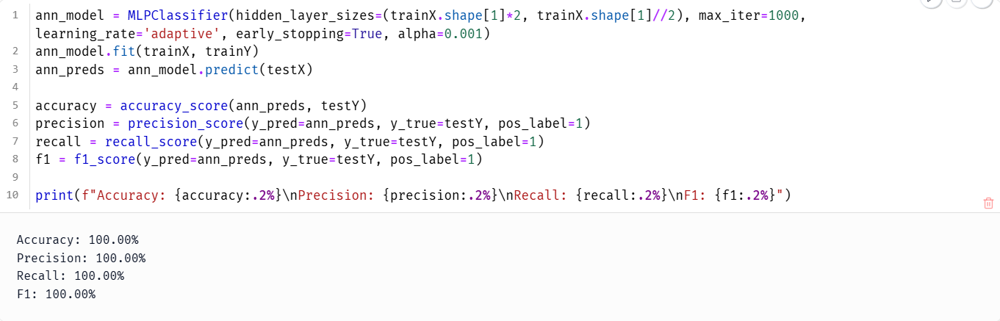 1 ann_model = MLPClassifier(hidden_layer_sizes=(trainX.shape[1]*2, trainX.shape[1]//2), max_iter=1000,
learning_rate='adaptive', early_stopping=True, alpha=0.001)
2 ann_model.fit(trainX, trainY)
3 ann_preds = ann_model.predict(testX)
4
5 accuracy = accuracy_score(ann_preds, testY)
6 precision = precision_score(y_pred=ann_preds, y_true=testY, pos_label=1)
7 recall = recall_score(y_pred=ann_preds, y_true=testY, pos_label=1)
8 f1 = f1_score(y_pred=ann_preds, y_true=testY, pos_label=1)
9
10 print(f"Accuracy: {accuracy:.2%}\nPrecision: {precision:.2%}\nRecall: {recall:.2%}\nF1: {f1:.2%}")
Accuracy: 100.00%
Precision: 100.00%
Recall: 100.00%
F1: 100.00%